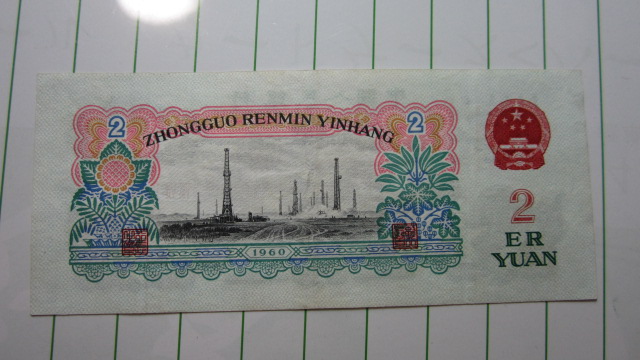 2
ZHONGGUO RENMIN YINHANG
2
1960
2
ER
YUAN